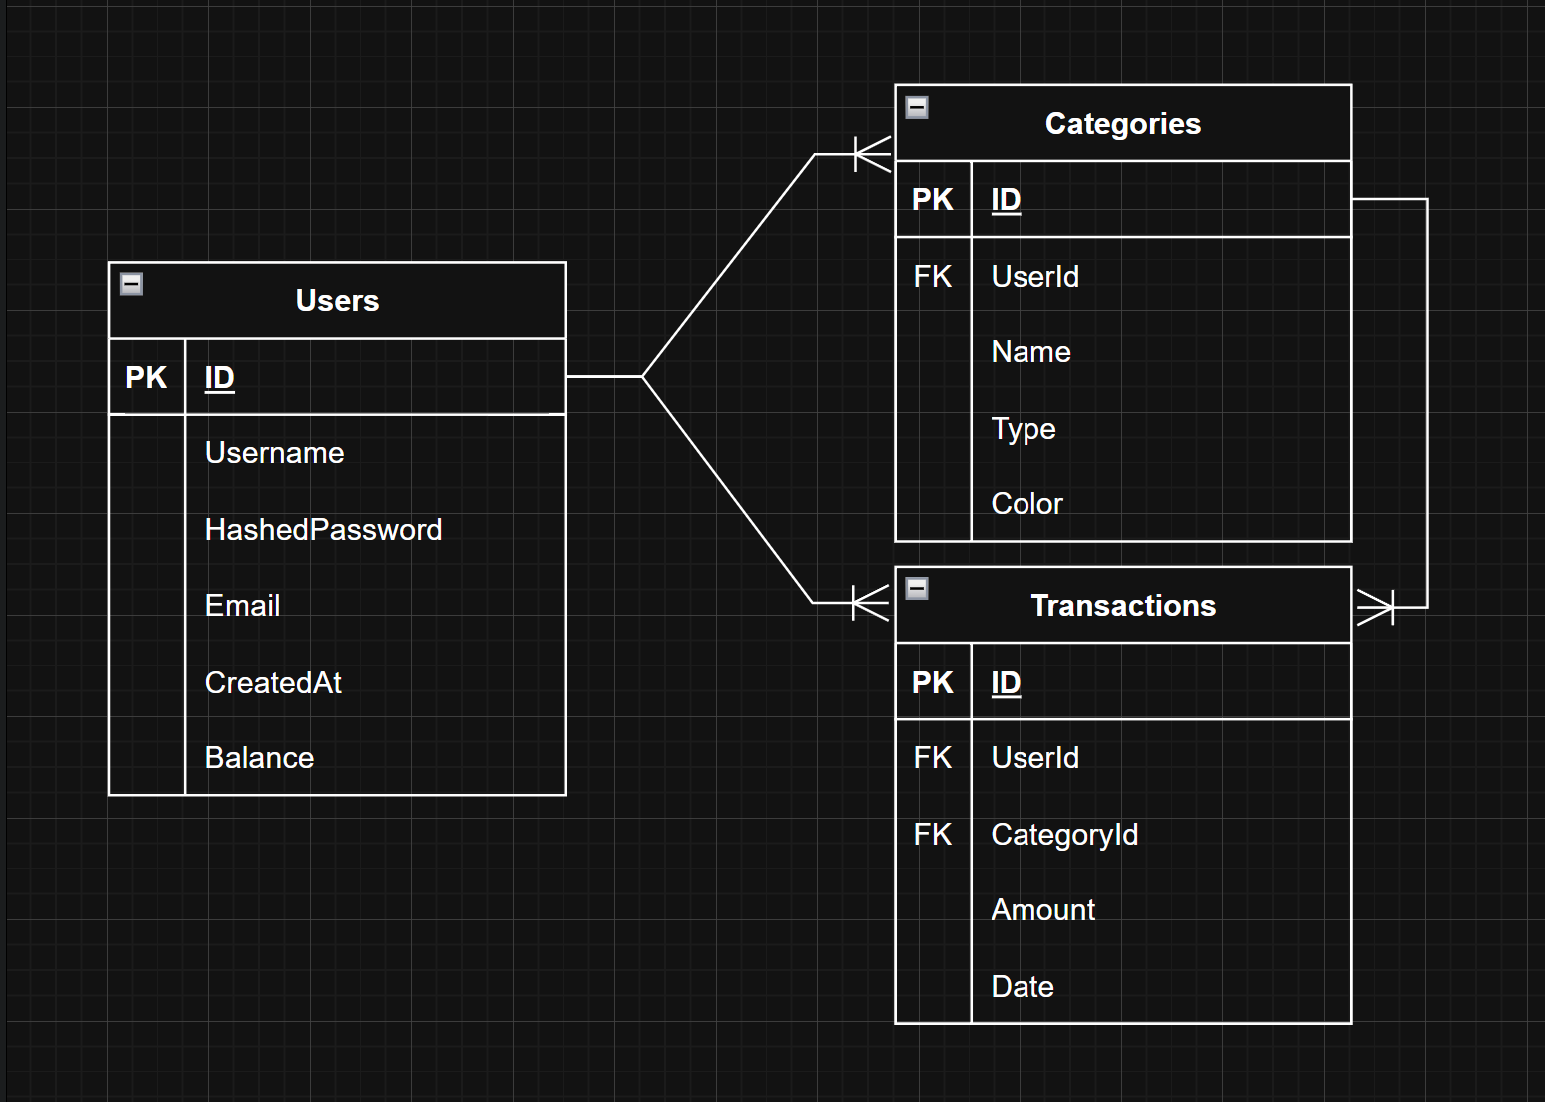 Users
PK ID
Username
HashedPassword
Email
CreatedAt
Balance
Categories
PK ID
FK UserId
Name
Type
Color
Transactions
PK ID
FK UserId
FK CategoryId
Amount
Date